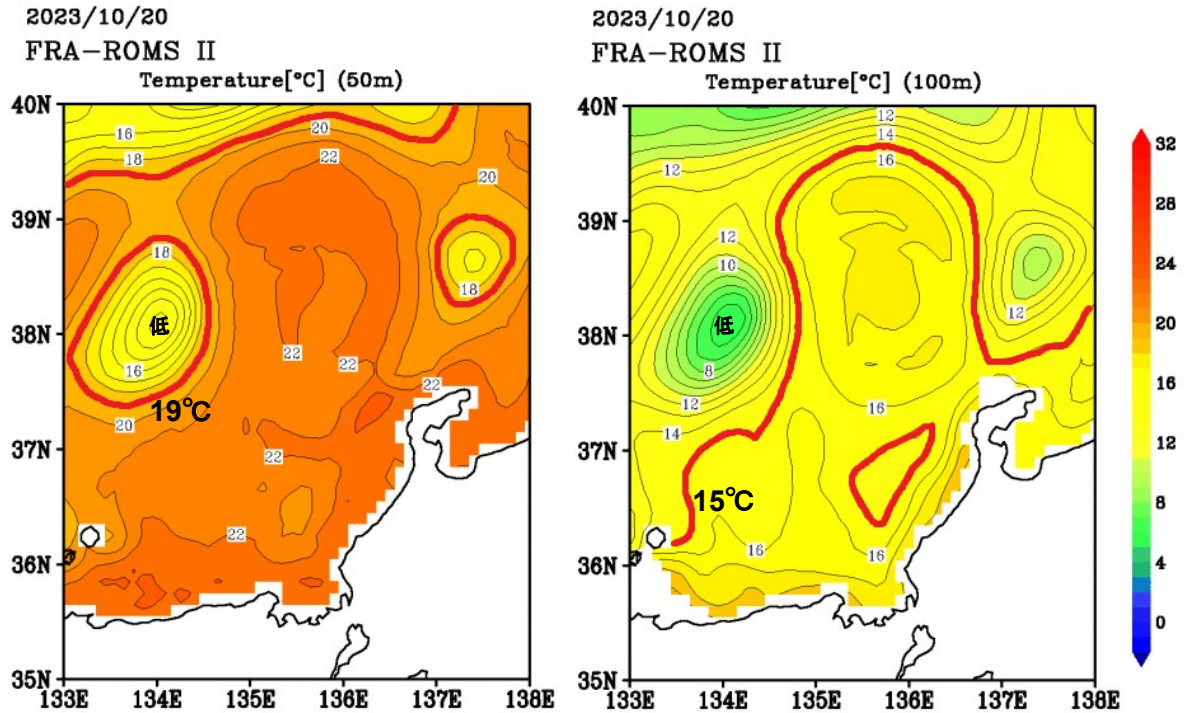 2023/10/20
FRA-ROMS II
Temperature[°C] (50m)
40N
39N
38N
37N
36N
35N
133E 134E 135E 136E 137E 138E
16
18
20
22
20
18
18
低
16
22
22
22
19℃
20
22
22
2023/10/20
FRA-ROMS II
Temperature[°C] (100m)
40N
39N
38N
37N
36N
35N
133E 134E 135E 136E 137E 138E
12
14
16
12
12
10
12
低
8
12
16
14
15℃
16
16
32
28
24
20
16
12
8
4
0